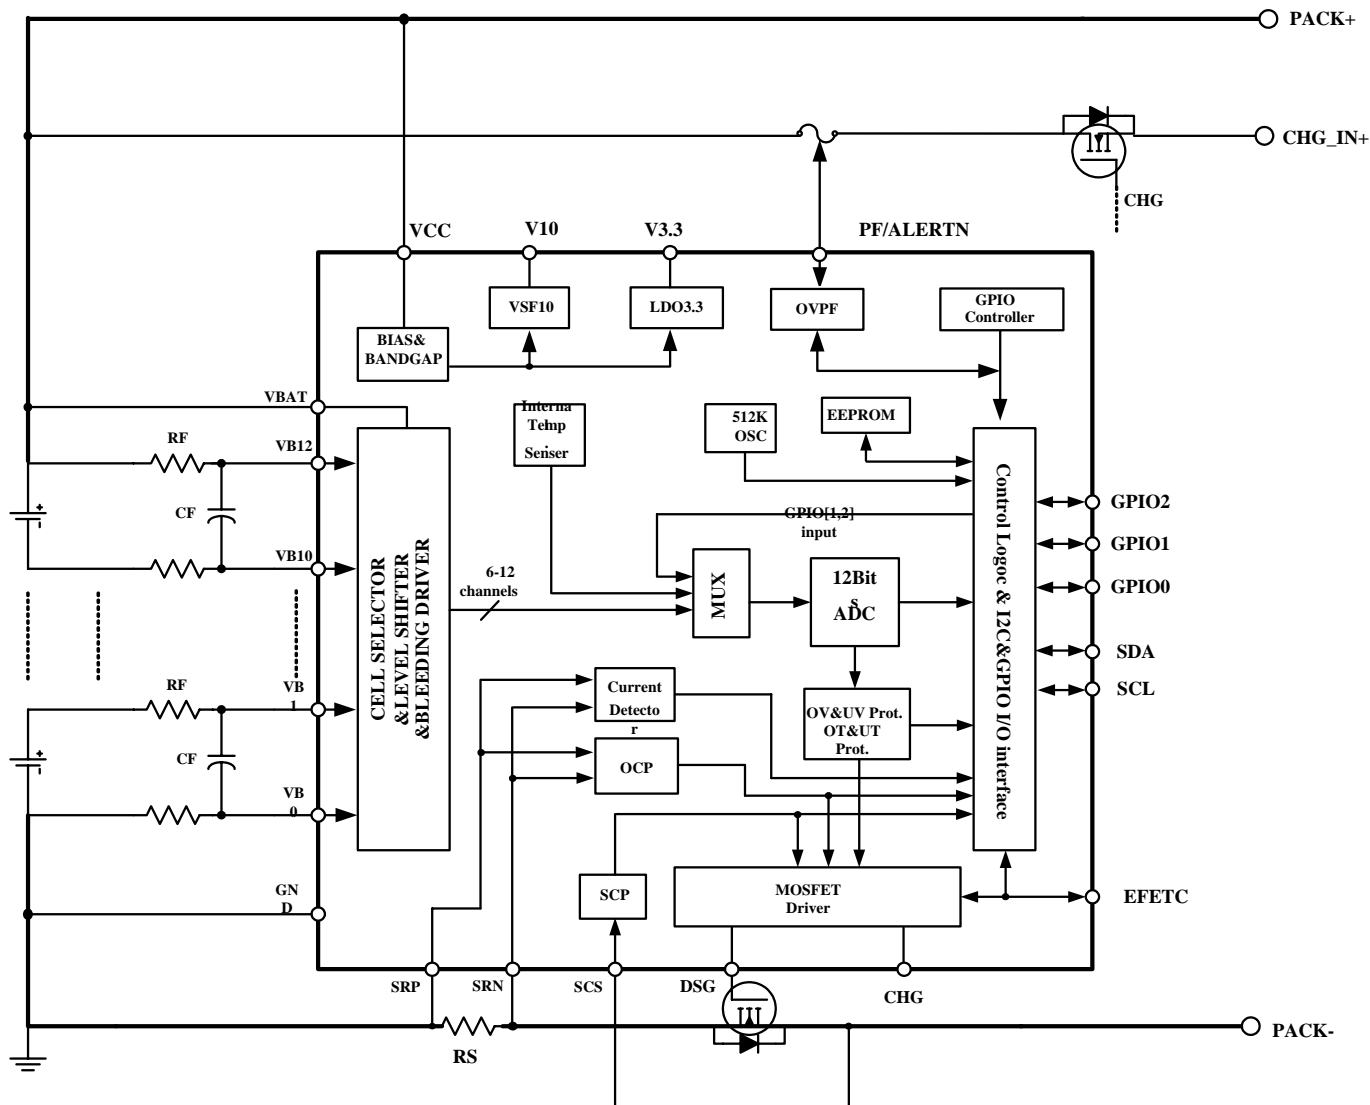 PACK+
CHG_IN+
CHG
VCC
V10
V3.3
PF/ALERTN
VSF10
LDO3.3
OVPF
GPIO
Controller
BIAS&
BANDGAP
VBAT
Interna
Temp
Senser
512K
OSC
EEPROM
RF
VB12
CF
VB10
GPIO[1,2]
input
CELL SELECTOR
&LEVEL SHIFTER
&BLEEDING DRIVER
6-12
channels
MUX
12Bit
s
ADC
Control Logoc & I2C&GPIO I/O interface
GPIO2
GPIO1
GPIO0
SDA
SCL
RF
VB
1
CF
VB
0
Current
Detecto
r
OCP
OV&UV Prot.
OT&UT
Prot.
GN
D
SCP
MOSFET
Driver
EFETC
SRP
SRN
SCS
DSG
CHG
RS
PACK-